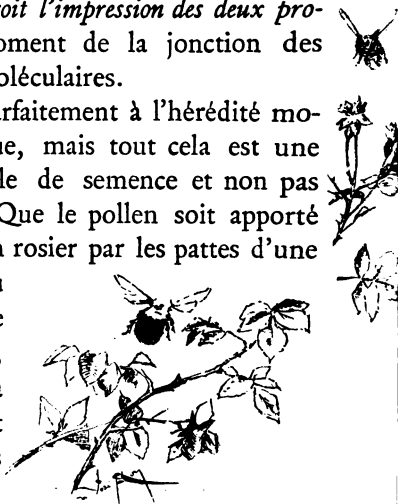 oit l'impression des deux pro-
oment de la jonction des
oléculaires.
arfaitement à l'hérédité mo-
ue, mais tout cela est une
le de semence et non pas
Que le pollen soit apporté
n rosier par les pattes d'une